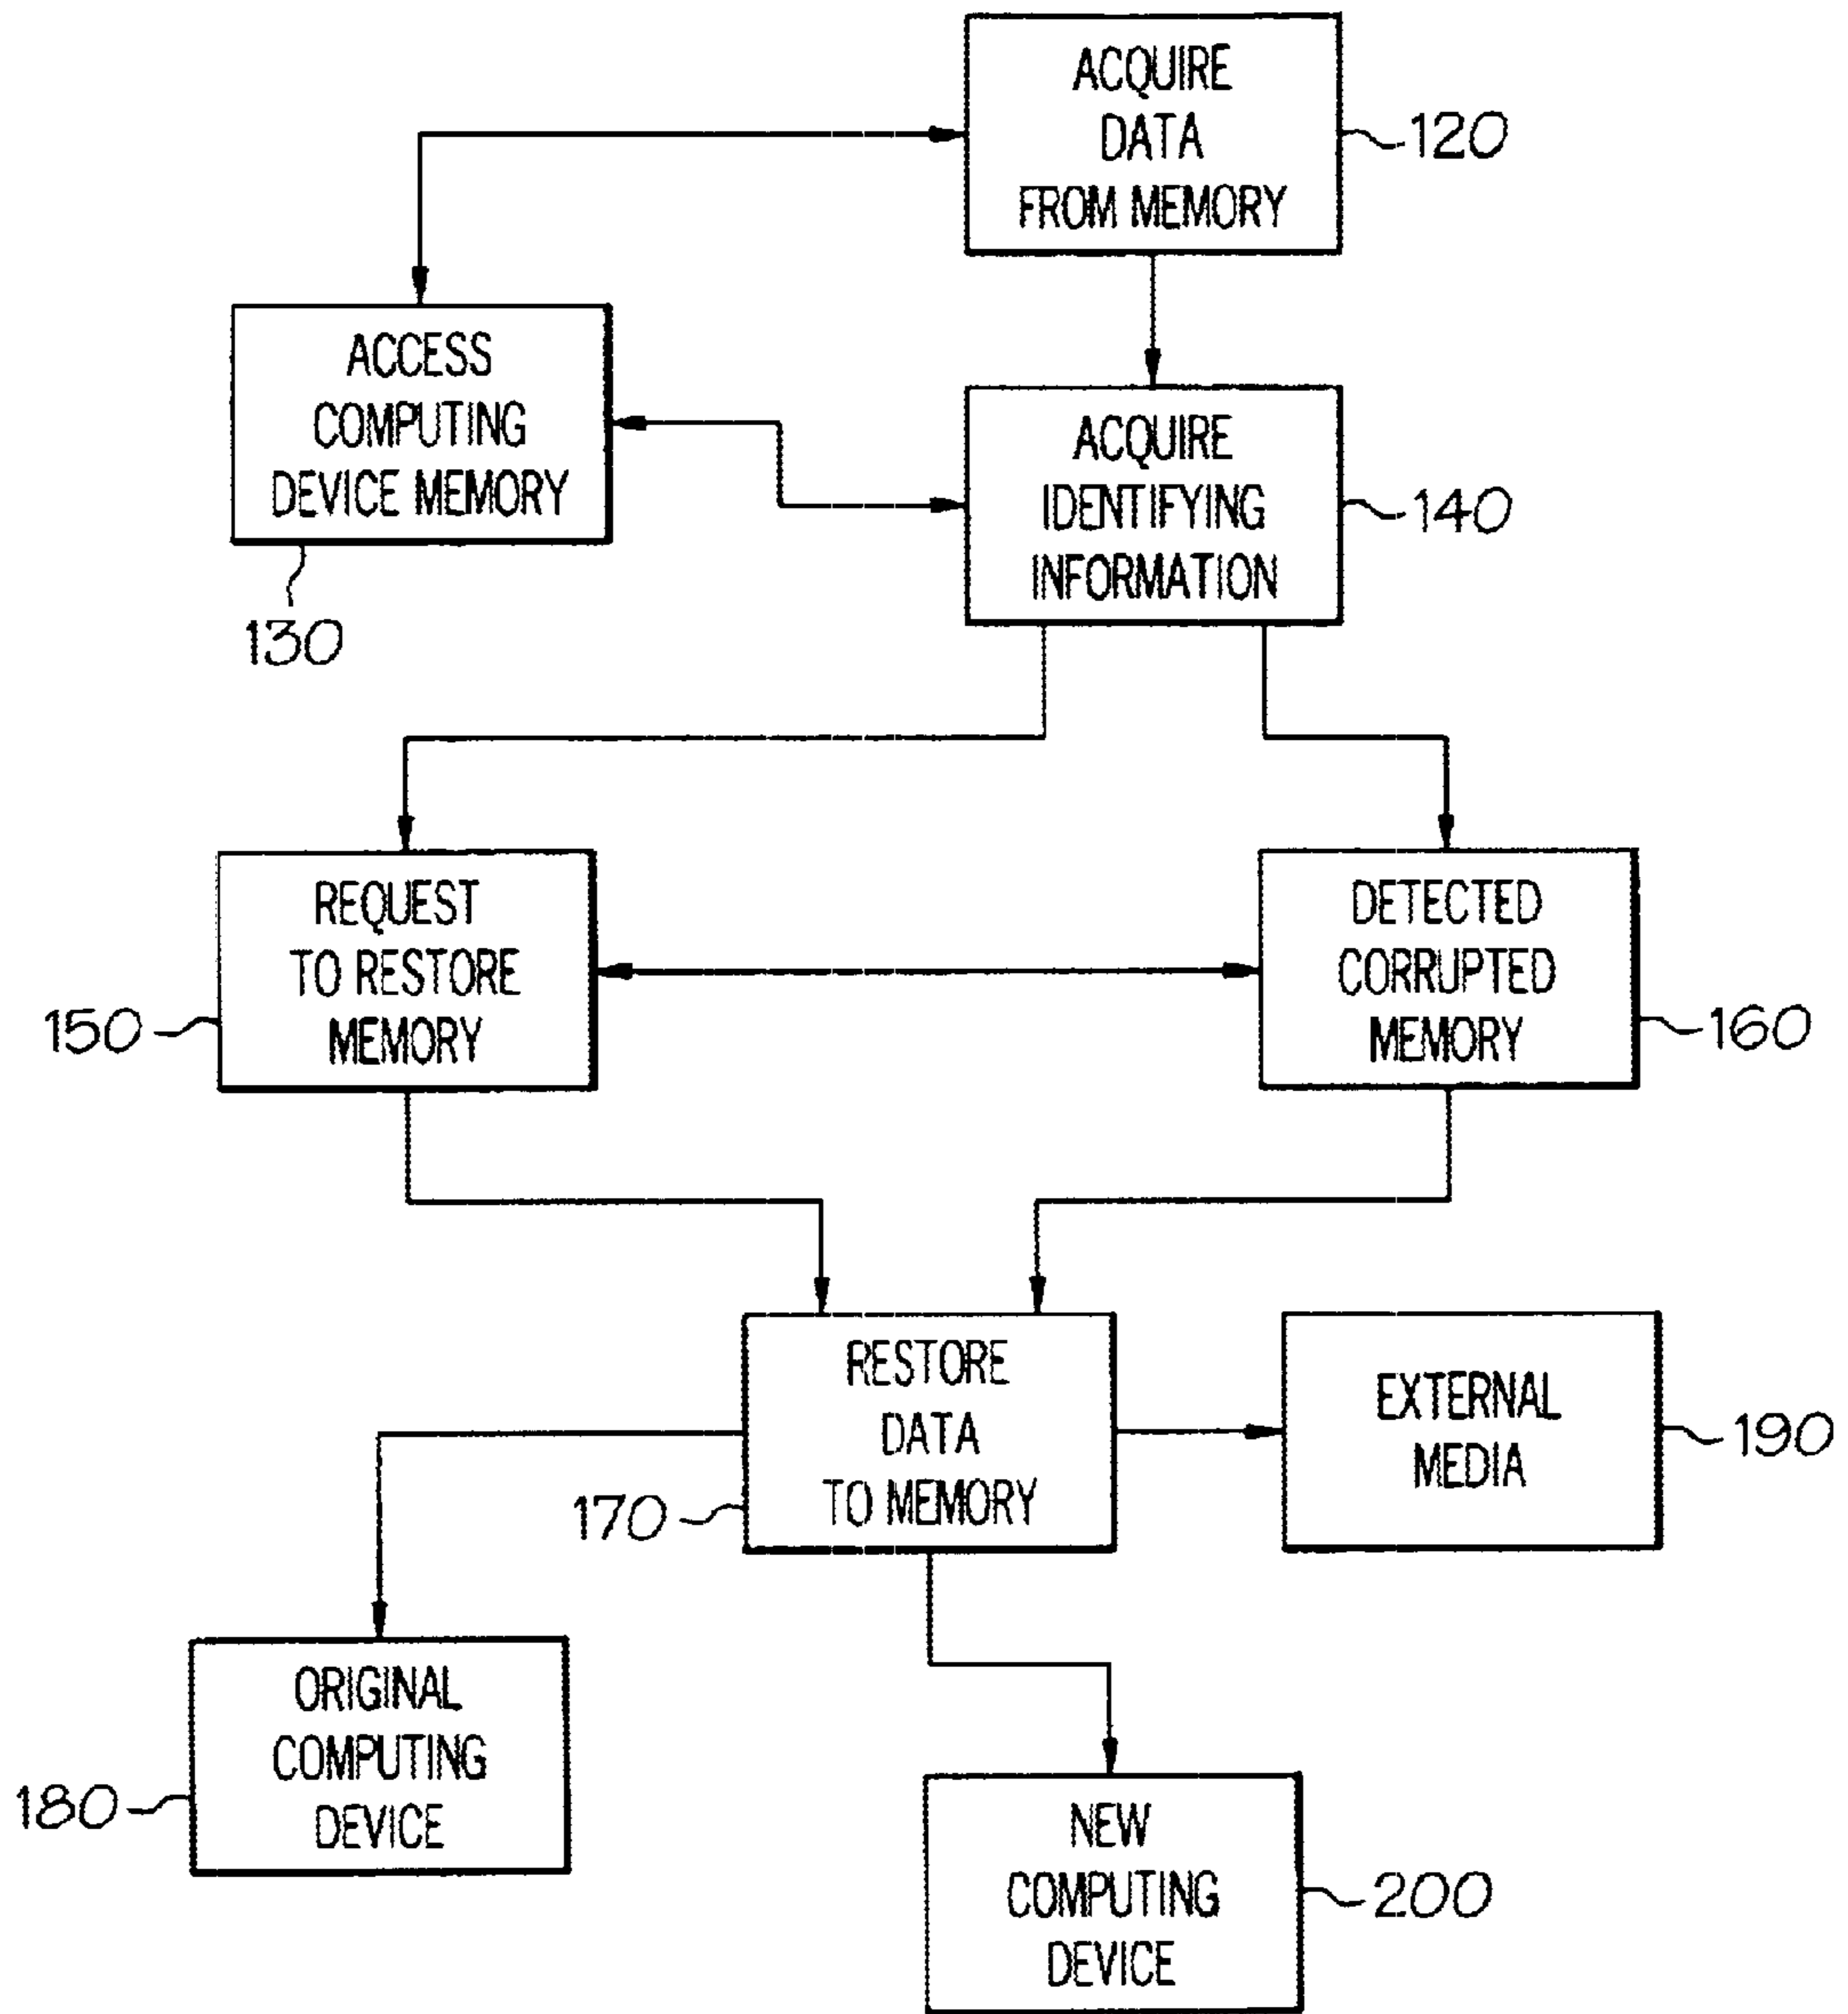 ACQUIRE
DATA
FROM MEMORY
120
ACCESS
COMPUTING
DEVICE MEMORY
130
ACQUIRE
IDENTIFYING
INFORMATION
140
REQUEST
TO RESTORE
MEMORY
150
DETECTED
CORRUPTED
MEMORY
160
RESTORE
DATA
TO MEMORY
170
EXTERNAL
MEDIA
190
ORIGINAL
COMPUTING
DEVICE
180
NEW
COMPUTING
DEVICE
200